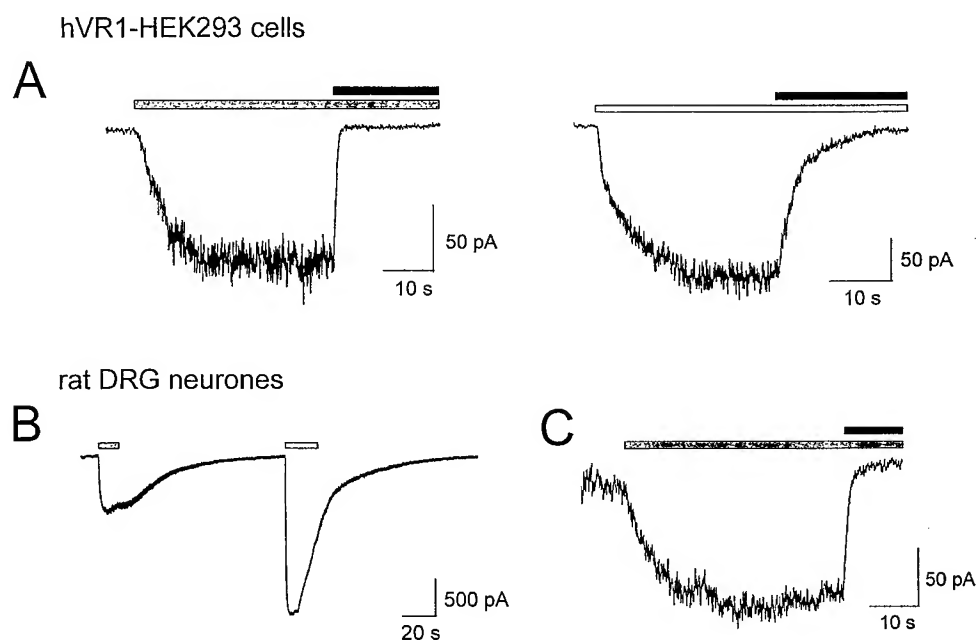 hVR1-HEK293 cells
A
50 pA
10 s
50 pA
10 s
rat DRG neurones
B
500 pA
20 s
C
50 pA
10 s